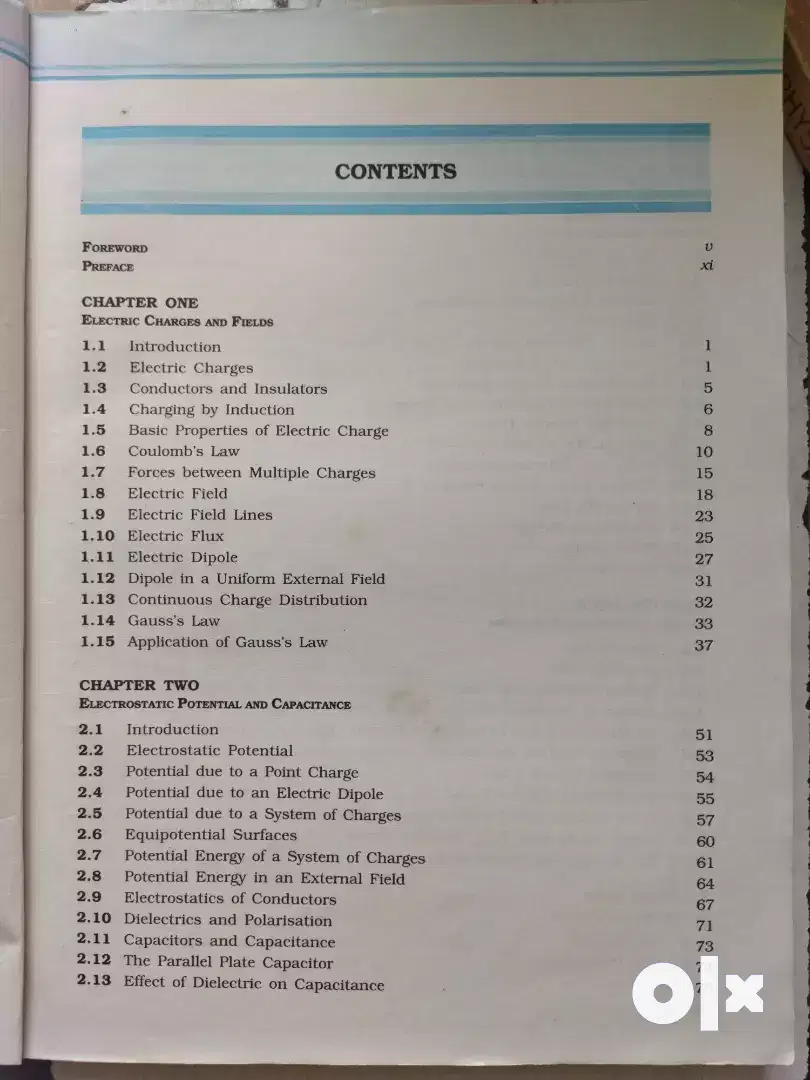 CONTENTS
FOREWORD v
PREFACE xi
CHAPTER ONE
ELECTRIC CHARGES AND FIELDS
1.1 Introduction 1
1.2 Electric Charges 1
1.3 Conductors and Insulators 5
1.4 Charging by Induction 6
1.5 Basic Properties of Electric Charge 8
1.6 Coulomb's Law 10
1.7 Forces between Multiple Charges 15
1.8 Electric Field 18
1.9 Electric Field Lines 23
1.10 Electric Flux 25
1.11 Electric Dipole 27
1.12 Dipole in a Uniform External Field 31
1.13 Continuous Charge Distribution 32
1.14 Gauss's Law 33
1.15 Application of Gauss's Law 37
CHAPTER TWO
ELECTROSTATIC POTENTIAL AND CAPACITANCE
2.1 Introduction 51
2.2 Electrostatic Potential 53
2.3 Potential due to a Point Charge 54
2.4 Potential due to an Electric Dipole 55
2.5 Potential due to a System of Charges 57
2.6 Equipotential Surfaces 60
2.7 Potential Energy of a System of Charges 61
2.8 Potential Energy in an External Field 64
2.9 Electrostatics of Conductors 67
2.10 Dielectrics and Polarisation 71
2.11 Capacitors and Capacitance 73
2.12 The Parallel Plate Capacitor
2.13 Effect of Dielectric on Capacitance
olx